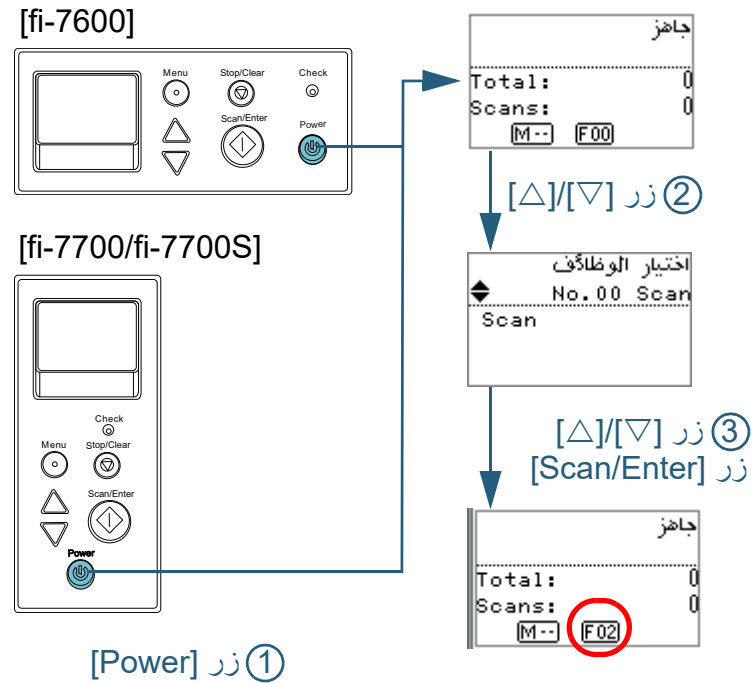 [fi-7600]
Menu
Stop/Clear
Check
Scan/Enter
Power
جاهز
Total: 0
Scans: 0
M-- F00
② زر [▽]/[△]
[fi-7700/fi-7700S]
اختيار الوظائف
No.00 Scan
Scan
Check
Menu
Stop/Clear
Scan/Enter
Power
③ زر [▽]/[△]
زر [Scan/Enter]
جاهز
Total: 0
Scans: 0
M-- F02
① زر [Power]